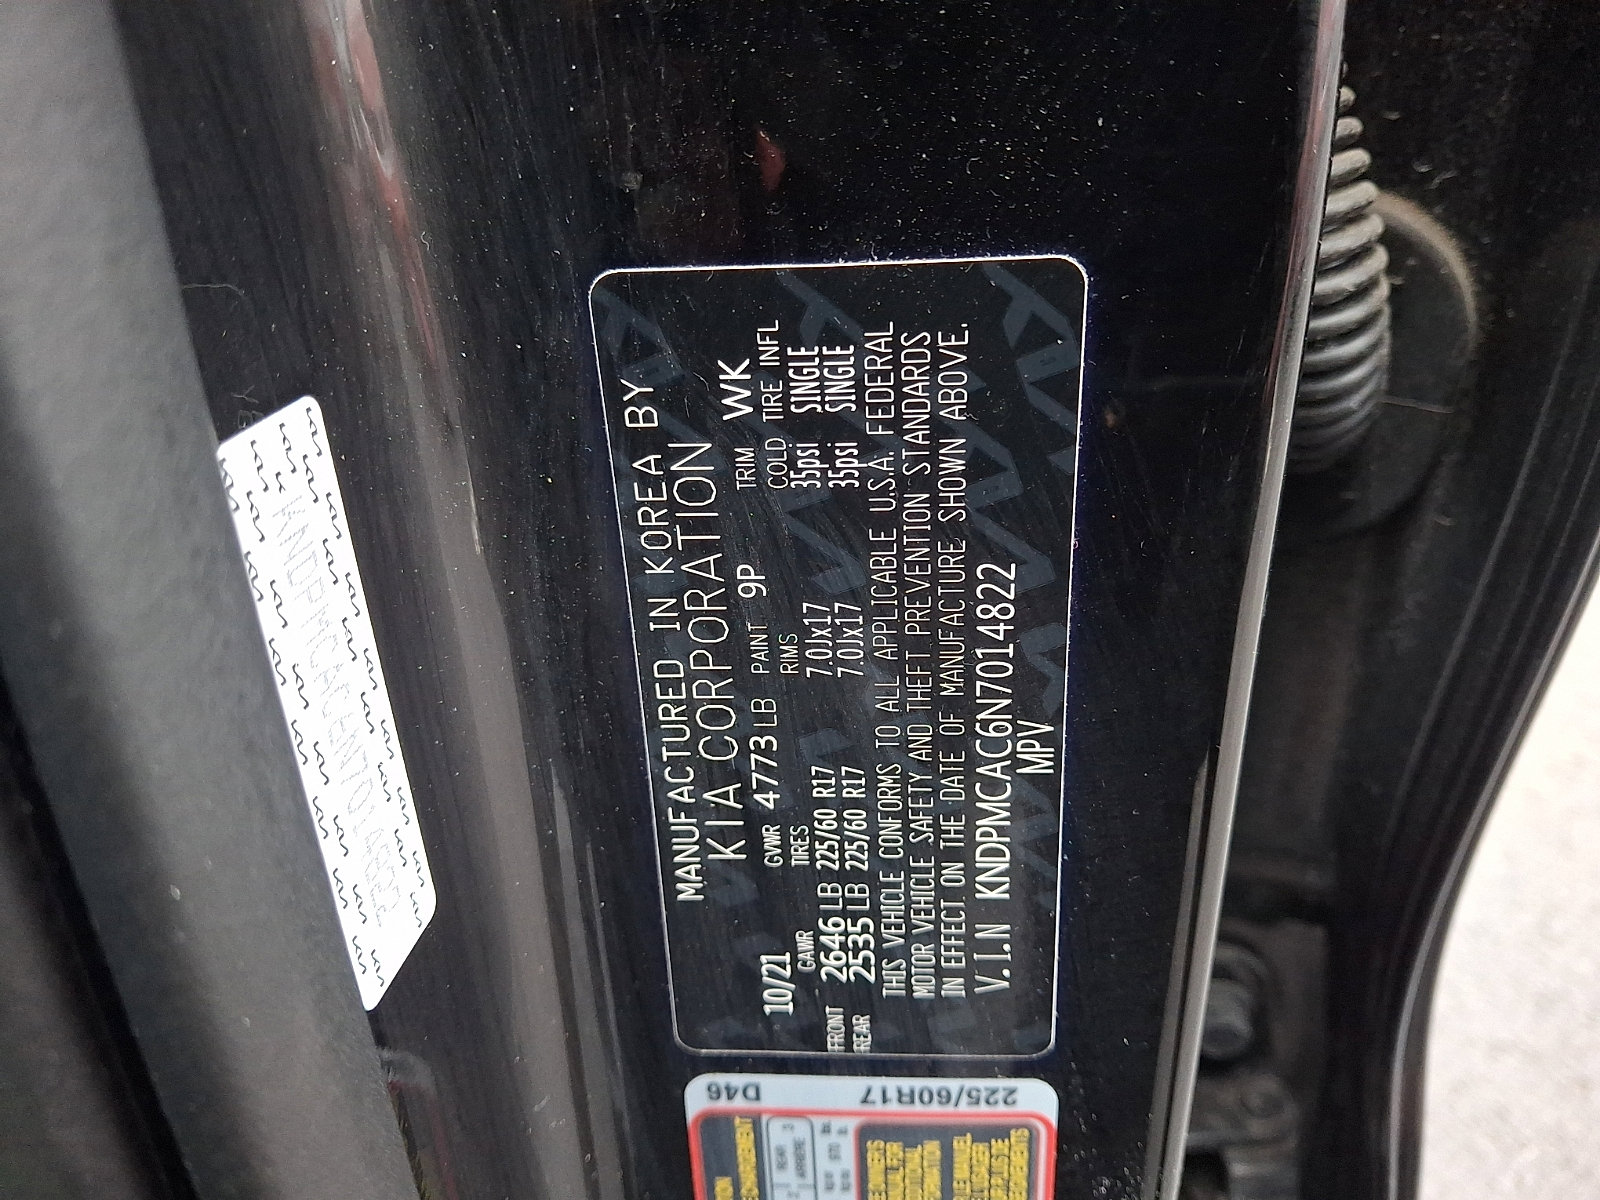 MANUFACTURED IN KOREA BY
KIA CORPORATION
10/21 GVWR 4773LB PAINT 9P TRIM WK
GAWR TIRES RIMS COLD TIRE INFL
FRONT 2646LB 225/60 R17 7.0Jx17 35psi SINGLE
REAR 2535LB 225/60 R17 7.0Jx17 35psi SINGLE
THIS VEHICLE CONFORMS TO ALL APPLICABLE U.S.A. FEDERAL
MOTOR VEHICLE SAFETY AND THEFT PREVENTION STANDARDS
IN EFFECT ON THE DATE OF MANUFACTURE SHOWN ABOVE.
V.I.N KNDPMCAC6N7014822
MPV
KNDPMCAC6N7014822
D46
225/60R17
REAR
ARRIERE